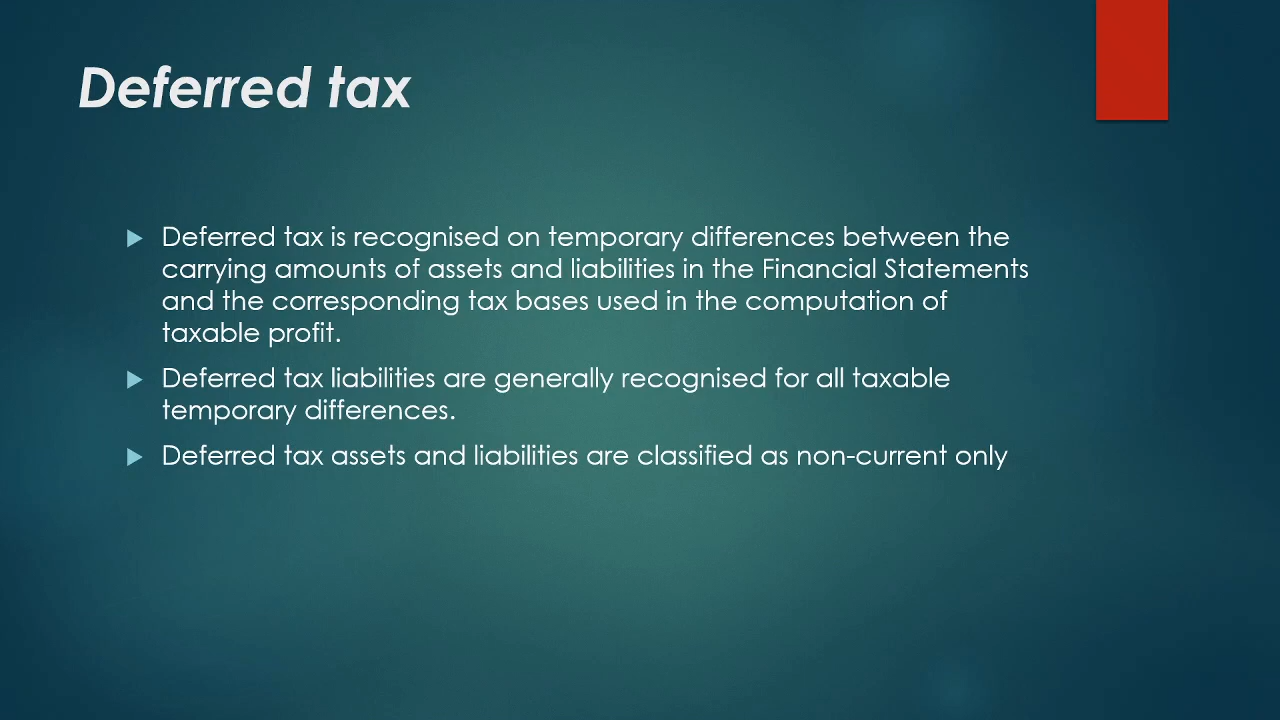 Deferred tax
Deferred tax is recognised on temporary differences between the
carrying amounts of assets and liabilities in the Financial Statements
and the corresponding tax bases used in the computation of
taxable profit.
Deferred tax liabilities are generally recognised for all taxable
temporary differences.
Deferred tax assets and liabilities are classified as non-current only